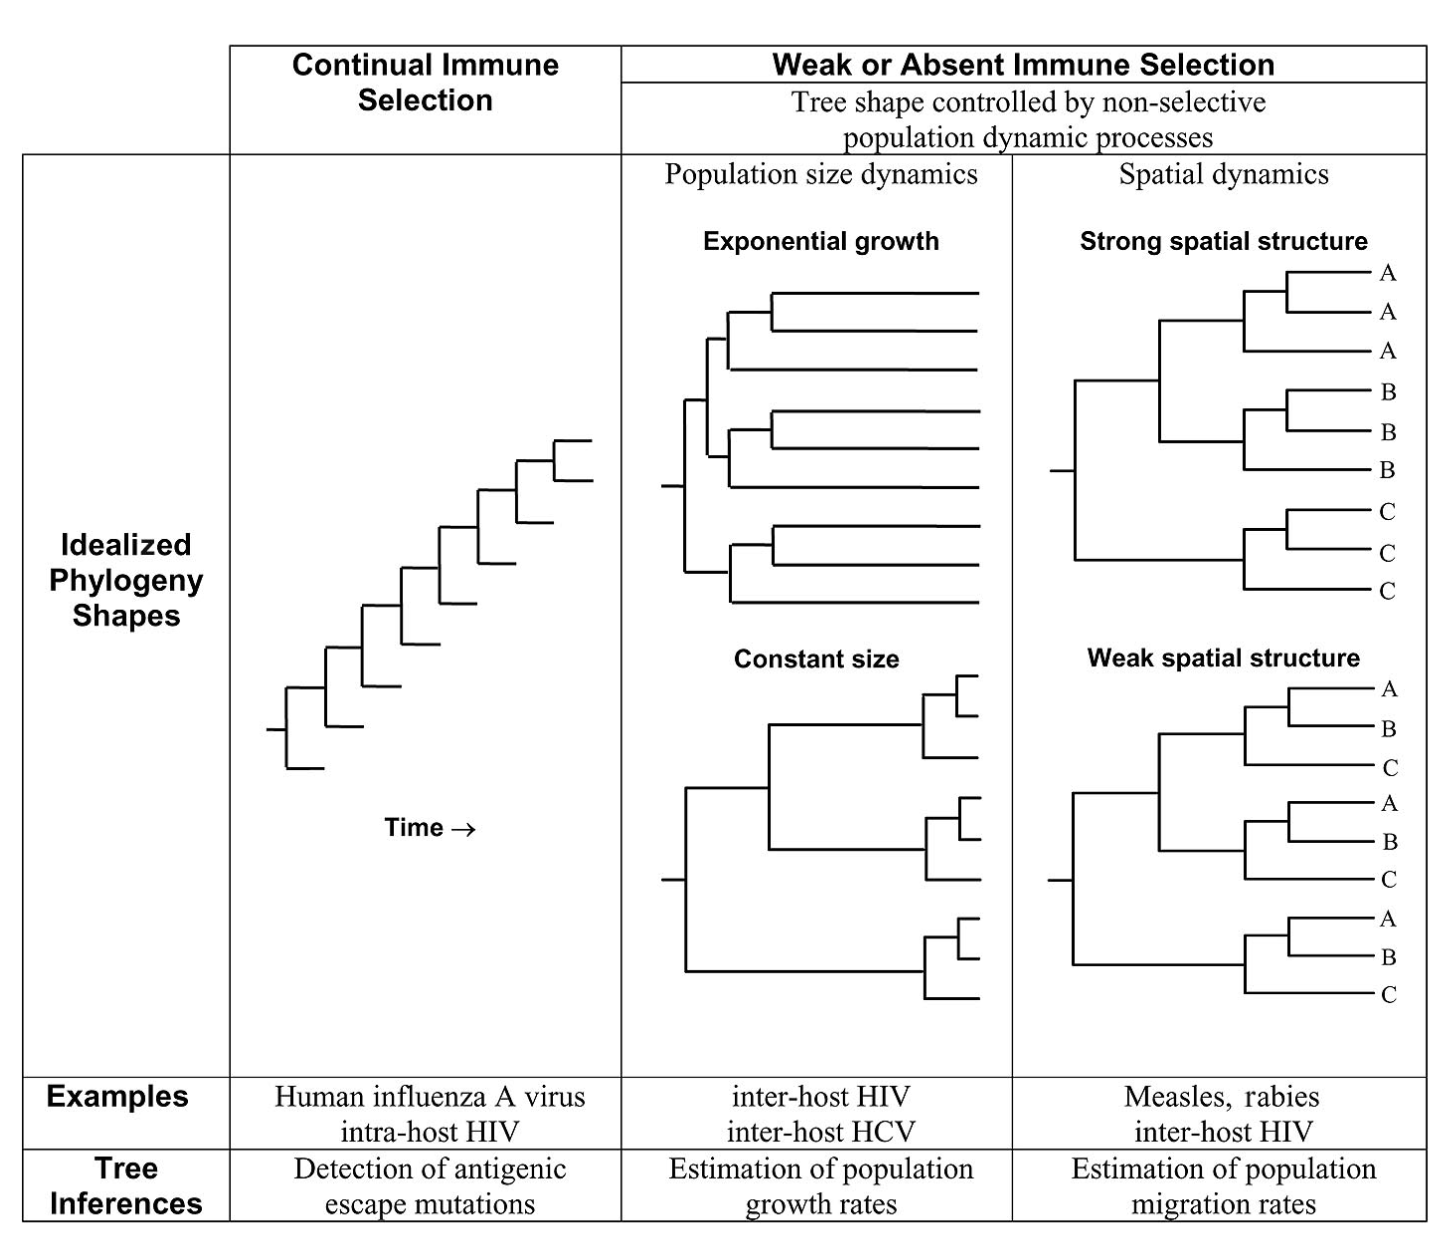 Continual Immune
Selection
Weak or Absent Immune Selection
Tree shape controlled by non-selective
population dynamic processes
Idealized
Phylogeny
Shapes
Time →
Population size dynamics
Exponential growth
Constant size
Spatial dynamics
Strong spatial structure
A
A
A
B
B
B
C
C
C
Weak spatial structure
A
B
C
A
B
C
A
B
C
Examples
Human influenza A virus
intra-host HIV
inter-host HIV
inter-host HCV
Measles, rabies
inter-host HIV
Tree
Inferences
Detection of antigenic
escape mutations
Estimation of population
growth rates
Estimation of population
migration rates